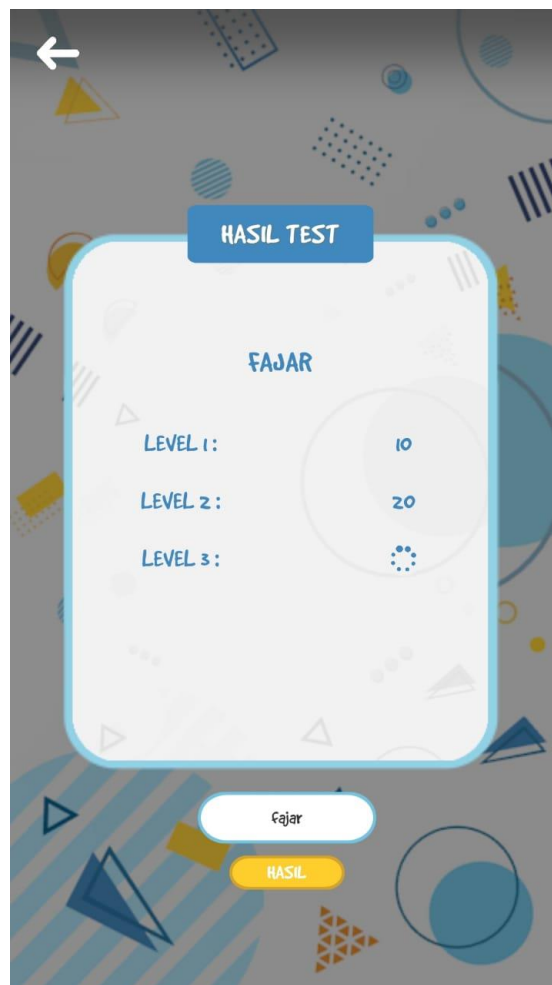 HASIL TEST
FAJAR
LEVEL 1: 10
LEVEL 2: 20
LEVEL 3:
Fajar
HASIL